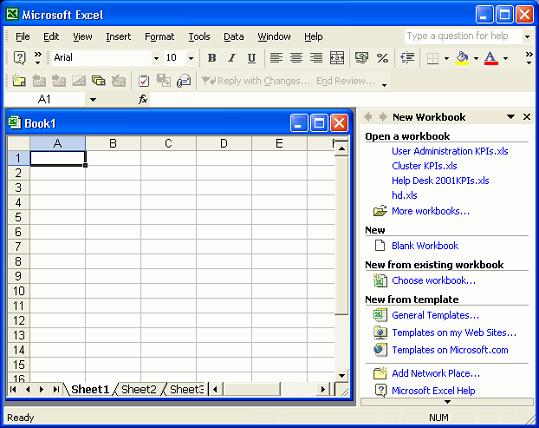 Microsoft Excel
File Edit View Insert Format Tools Data Window Help Type a question for help
Arial 10 B I U $ % A
Reply with Changes... End Review...
A1 fx
Book1
A B C D E
1
2
3
4
5
6
7
8
9
10
11
12
13
14
15
16
Sheet1 Sheet2 Sheet3
New Workbook
Open a workbook
User Administration KPIs.xls
Cluster KPIs.xls
Help Desk 2001KPIs.xls
hd.xls
More workbooks...
New
Blank Workbook
New from existing workbook
Choose workbook...
New from template
General Templates...
Templates on my Web Sites...
Templates on Microsoft.com
Add Network Place...
Microsoft Excel Help
Ready NUM